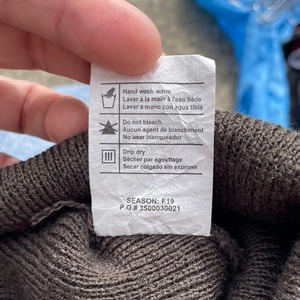 Hand wash warm
Laver à la main à l'eau tiède
Lavar a mano con agua tibia
Do not bleach
Aucun agent de blanchiment
No usar blanqueador
Drip dry
Sécher par égouttage
Secar colgado sin exprimir
SEASON: F19
P.O.# 3500030021